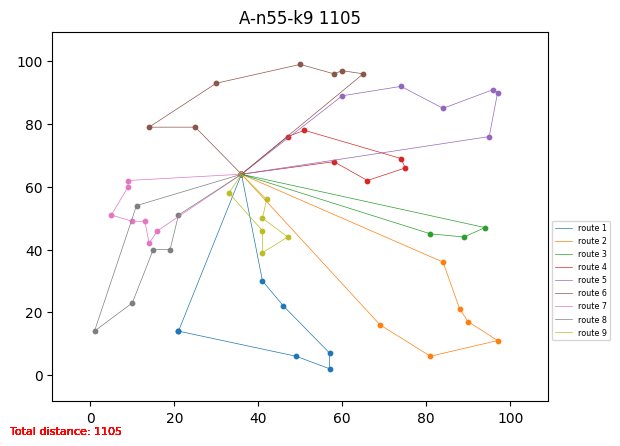 A-n55-k9 1105
100
80
60
40
20
0
0 20 40 60 80 100
route 1
route 2
route 3
route 4
route 5
route 6
route 7
route 8
route 9
Total distance: 1105